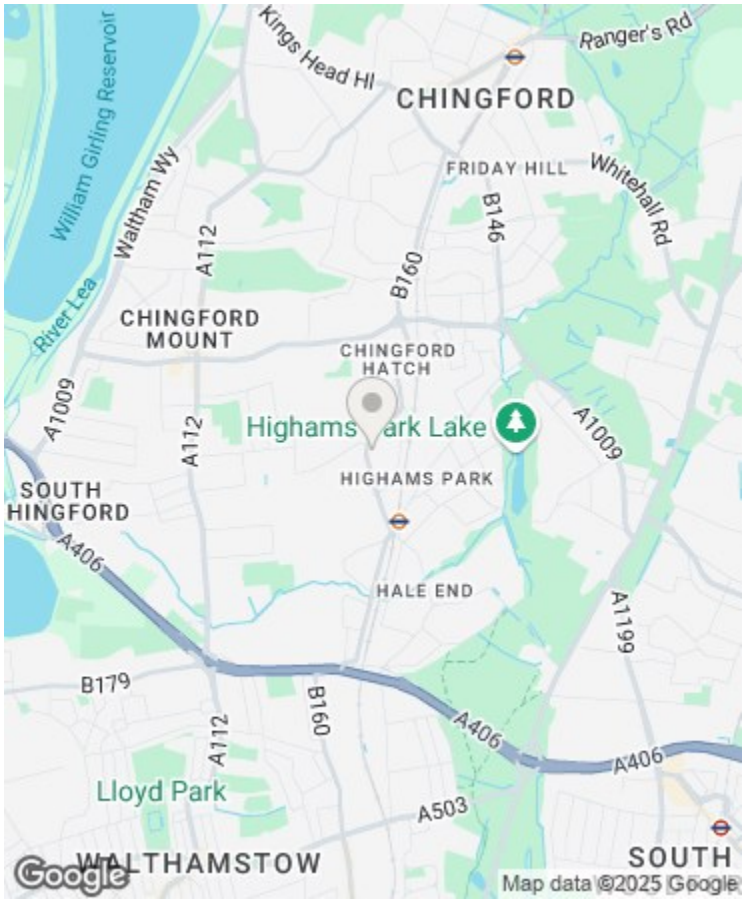 Kings Head Hl
Ranger's Rd
CHINGFORD
William Girling Reservoir
FRIDAY HILL
Whitehall Rd
Waltham Wy
B146
A112
B160
River Lea
CHINGFORD
MOUNT
CHINGFORD
HATCH
A1009
Highams Park Lake
A1009
A112
HIGHAMS PARK
SOUTH
HINGFORD
A406
HALE END
A1199
B179
B160
A112
A406
A406
Lloyd Park
A503
WALTHAMSTOW
SOUTH
Google
Map data ©2025 Google